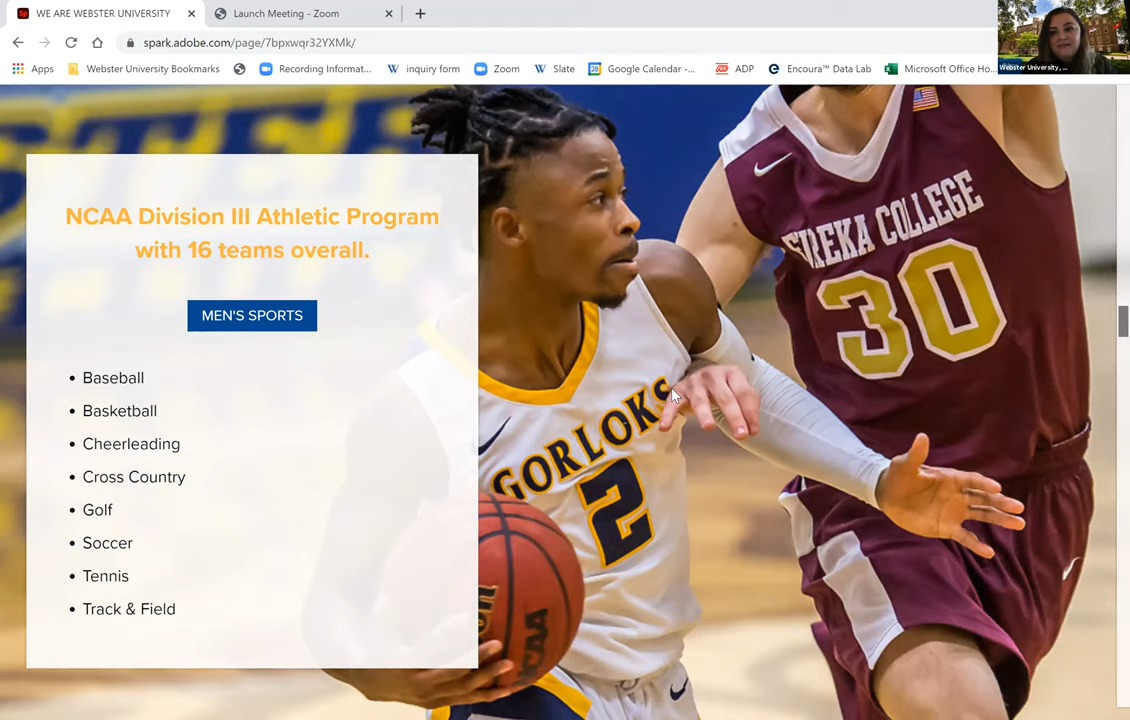 WE ARE WEBSTER UNIVERSITY
Launch Meeting - Zoom
spark.adobe.com/page/7bpxwqr32YXMk/
Apps
Webster University Bookmarks
Recording Informat...
inquiry form
Zoom
Slate
Google Calendar -...
ADP
Encoura™ Data Lab
Microsoft Office Ho...
Webster University, ...
NCAA Division III Athletic Program
with 16 teams overall.
MEN'S SPORTS
• Baseball
• Basketball
• Cheerleading
• Cross Country
• Golf
• Soccer
• Tennis
• Track & Field
EUREKA COLLEGE
30
GORLOKS
2
NCAA